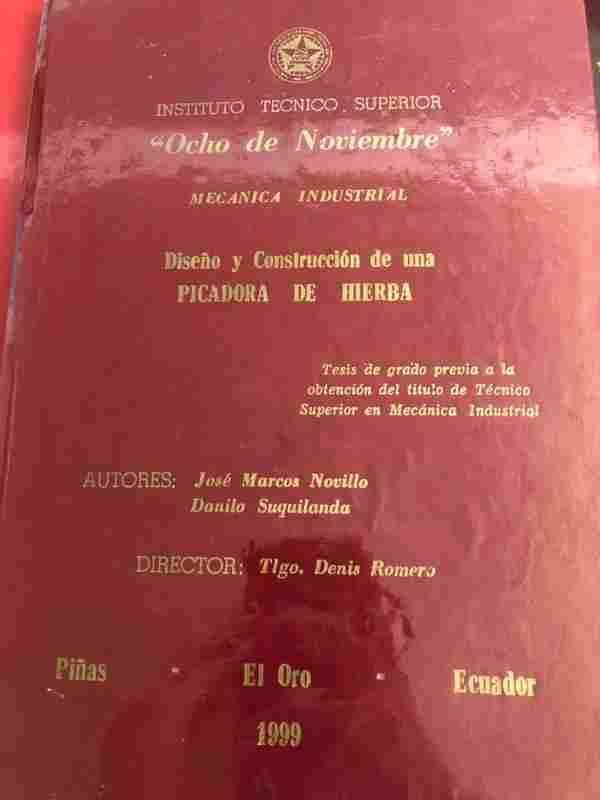 INSTITUTO TECNICO SUPERIOR
"Ocho de Noviembre"
MECANICA INDUSTRIAL
Diseño y Construcción de una
PICADORA DE HIERBA
Tesis de grado previa a la
obtención del título de Técnico
Superior en Mecánica Industrial
AUTORES: José Marcos Novillo
Danilo Suquilanda
DIRECTOR: Tlgo. Denis Romero
Piñas - El Oro - Ecuador
1999